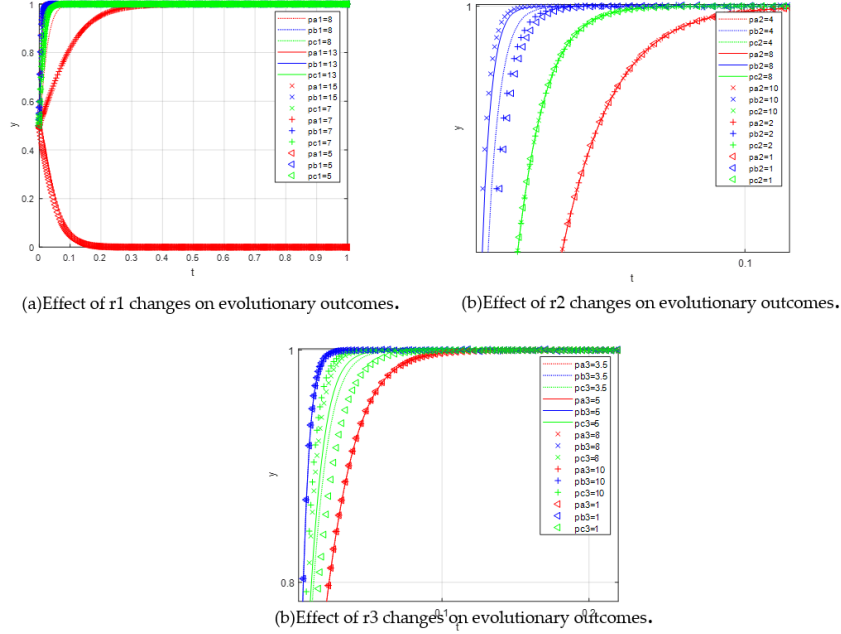 1
0.8
0.6
y
0.4
0.2
0
0
0.1
0.2
0.3
0.4
0.5
0.6
0.7
0.8
0.9
1
t
pa1=8
pb1=8
pc1=8
pa1=13
pb1=13
pc1=13
pa1=15
pb1=15
pc1=7
pa1=7
pb1=7
pc1=7
pa1=5
pb1=5
pc1=5
(a)Effect of r1 changes on evolutionary outcomes.
1
y
0.1
t
pa2=4
pb2=4
pc2=4
pa2=8
pb2=8
pc2=8
pa2=10
pb2=10
pc2=10
pa2=2
pb2=2
pc2=2
pa2=1
pb2=1
pc2=1
(b)Effect of r2 changes on evolutionary outcomes.
1
y
0.8
0.1
0.2
t
pa3=3.5
pb3=3.5
pc3=3.5
pa3=5
pb3=5
pc3=5
pa3=8
pb3=8
pc3=8
pa3=10
pb3=10
pc3=10
pa3=1
pb3=1
pc3=1
(b)Effect of r3 changes on evolutionary outcomes.